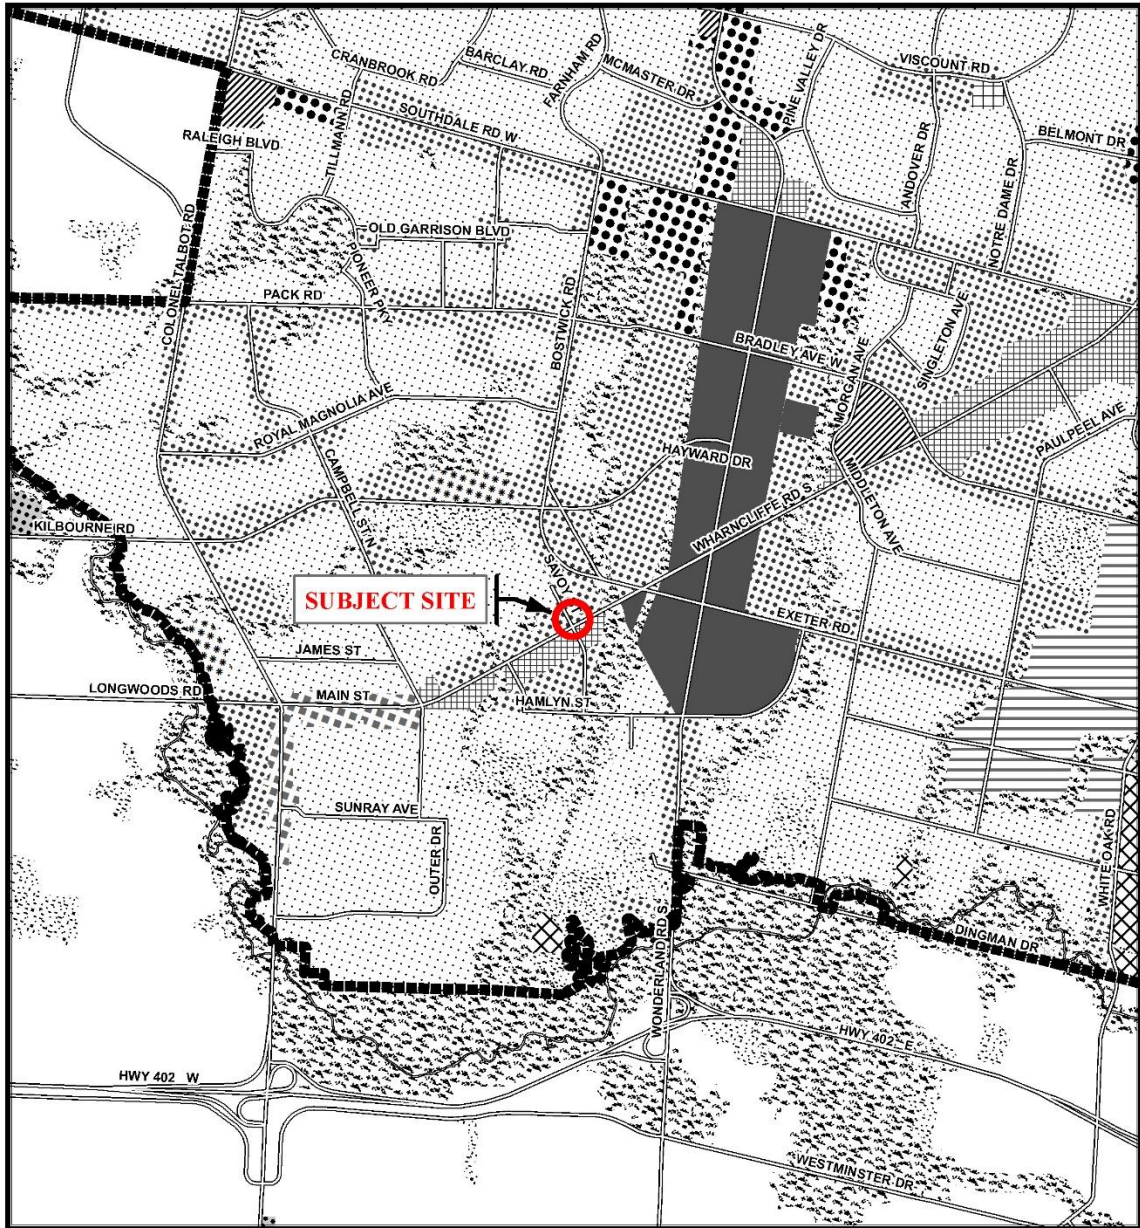 CRANBROOK RD
BARCLAY RD
FARNHAM RD
MCMASTER DR
PINE VALLEY DR
VISCOUNT RD
SOUTHDALE RD W
TILLMANN RD
RALEIGH BLVD
ANDOVER DR
BELMONT DR
NOTRE DAME DR
COLONEL TALBOT RD
OLD GARRISON BLVD
PIONEER PKY
PACK RD
BOSTWICK RD
BRADLEY AVE W
MORGAN AVE
SINGLETON AVE
ROYAL MAGNOLIA AVE
CAMPBELL ST N
HAYWARD DR
PAULPEEL AVE
MIDDLETON AVE
WHARNCLIFFE RD S
KILBOURNE RD
SAVOY
SUBJECT SITE
EXETER RD
JAMES ST
LONGWOODS RD
MAIN ST
HAMLYN ST
SUNRAY AVE
OUTER DR
WHITE OAK RD
DINGMAN DR
WONDERLAND RD S
HWY 402 E
HWY 402 W
WESTMINSTER DR